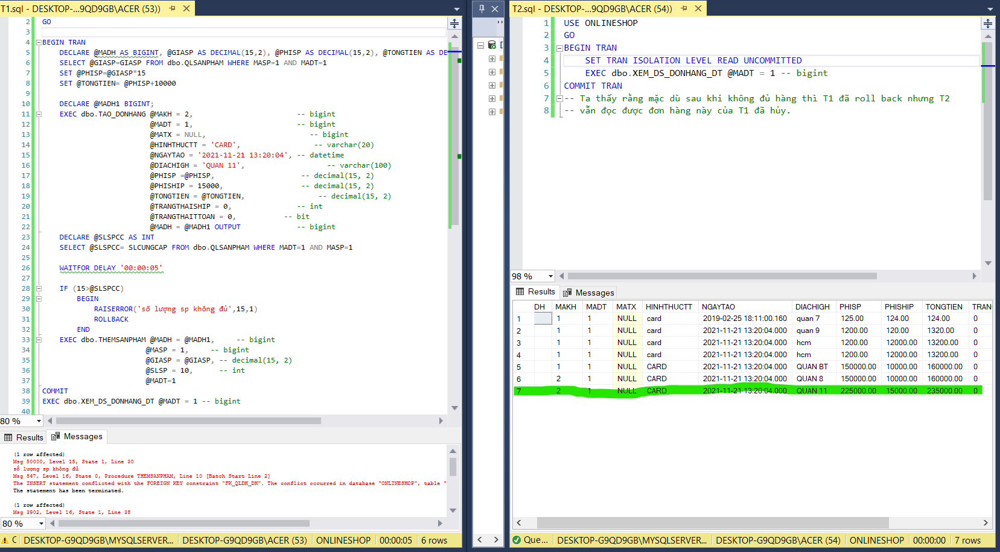 T1.sql - DESKTOP-...9QD9GB\ACER (53))
2 GO
3
4 BEGIN TRAN
5 DECLARE @MADH AS BIGINT, @GIASP AS DECIMAL(15,2), @PHISP AS DECIMAL(15,2), @TONGTIEN AS DE
6 SELECT @GIASP=GIASP FROM dbo.QLSANPHAM WHERE MASP=1 AND MADT=1
7 SET @PHISP=@GIASP*15
8 SET @TONGTIEN= @PHISP+10000
9
10 DECLARE @MADH1 BIGINT;
11 EXEC dbo.TAO_DONHANG @MAKH = 2, -- bigint
12 @MADT = 1, -- bigint
13 @MATX = NULL, -- bigint
14 @HINHTHUCTT = 'CARD', -- varchar(20)
15 @NGAYTAO = '2021-11-21 13:20:04', -- datetime
16 @DIACHIGH = 'QUAN 11', -- varchar(100)
17 @PHISP =@PHISP, -- decimal(15, 2)
18 @PHISHIP = 15000, -- decimal(15, 2)
19 @TONGTIEN = @TONGTIEN, -- decimal(15, 2)
20 @TRANGTHAISHIP = 0, -- int
21 @TRANGTHAITTOAN = 0, -- bit
22 @MADH = @MADH1 OUTPUT -- bigint
23 DECLARE @SLSPCC AS INT
24 SELECT @SLSPCC= SLCUNGCAP FROM dbo.QLSANPHAM WHERE MADT=1 AND MASP=1
25
26 WAITFOR DELAY '00:00:05'
27
28 IF (15>@SLSPCC)
29 BEGIN
30 RAISERROR('số lượng sp không đủ',15,1)
31 ROLLBACK
32 END
33 EXEC dbo.THEMSANPHAM @MADH = @MADH1, -- bigint
34 @MASP = 1, -- bigint
35 @GIASP = @GIASP, -- decimal(15, 2)
36 @SLSP = 10, -- int
37 @MADT=1
38 COMMIT
39 EXEC dbo.XEM_DS_DONHANG_DT @MADT = 1 -- bigint
40
80 %
Results Messages
(1 row affected)
Msg 50000, Level 15, State 1, Line 30
số lượng sp không đủ
Msg 547, Level 16, State 0, Procedure THEMSANPHAM, Line 10 [Batch Start Line 2]
The INSERT statement conflicted with the FOREIGN KEY constraint "FK_QLDH_DH". The conflict occurred in database "ONLINESHOP", table "
The statement has been terminated.
(1 row affected)
Msg 3902, Level 16, State 1, Line 38
80 %
C DESKTOP-G9QD9GB\MYSQLSERVER... DESKTOP-G9QD9GB\ACER (53) ONLINESHOP 00:00:05 6 rows
T2.sql - DESKTOP-...9QD9GB\ACER (54))
1 USE ONLINESHOP
2 GO
3 BEGIN TRAN
4 SET TRAN ISOLATION LEVEL READ UNCOMMITTED
5 EXEC dbo.XEM_DS_DONHANG_DT @MADT = 1 -- bigint
6 COMMIT TRAN
7 -- Ta thấy rằng mặc dù sau khi không đủ hàng thì T1 đã roll back nhưng T2
8 -- vẫn đọc được đơn hàng này của T1 đã hủy.
98 %
Results Messages
DH MAKH MADT MATX HINHTHUCTT NGAYTAO DIACHIGH PHISP PHISHIP TONGTIEN TRAN
1 1 1 NULL card 2019-02-25 18:11:00.160 quan 7 125.00 124.00 124.00 0
2 1 1 NULL card 2021-11-21 13:20:04.000 quan 9 1200.00 120.00 1320.00 0
3 1 1 NULL card 2021-11-21 13:20:04.000 hcm 1200.00 12000.00 13200.00 0
4 1 1 NULL card 2021-11-21 13:20:04.000 hcm 1200.00 12000.00 13200.00 0
5 1 1 NULL CARD 2021-11-21 13:20:04.000 QUAN BT 150000.00 10000.00 160000.00 0
6 2 1 NULL CARD 2021-11-21 13:20:04.000 QUAN 8 150000.00 10000.00 160000.00 0
7 2 1 NULL CARD 2021-11-21 13:20:04.000 QUAN 11 225000.00 15000.00 235000.00 0
Que... DESKTOP-G9QD9GB\MYSQLSERVER... DESKTOP-G9QD9GB\ACER (54) ONLINESHOP 00:00:00 7 rows